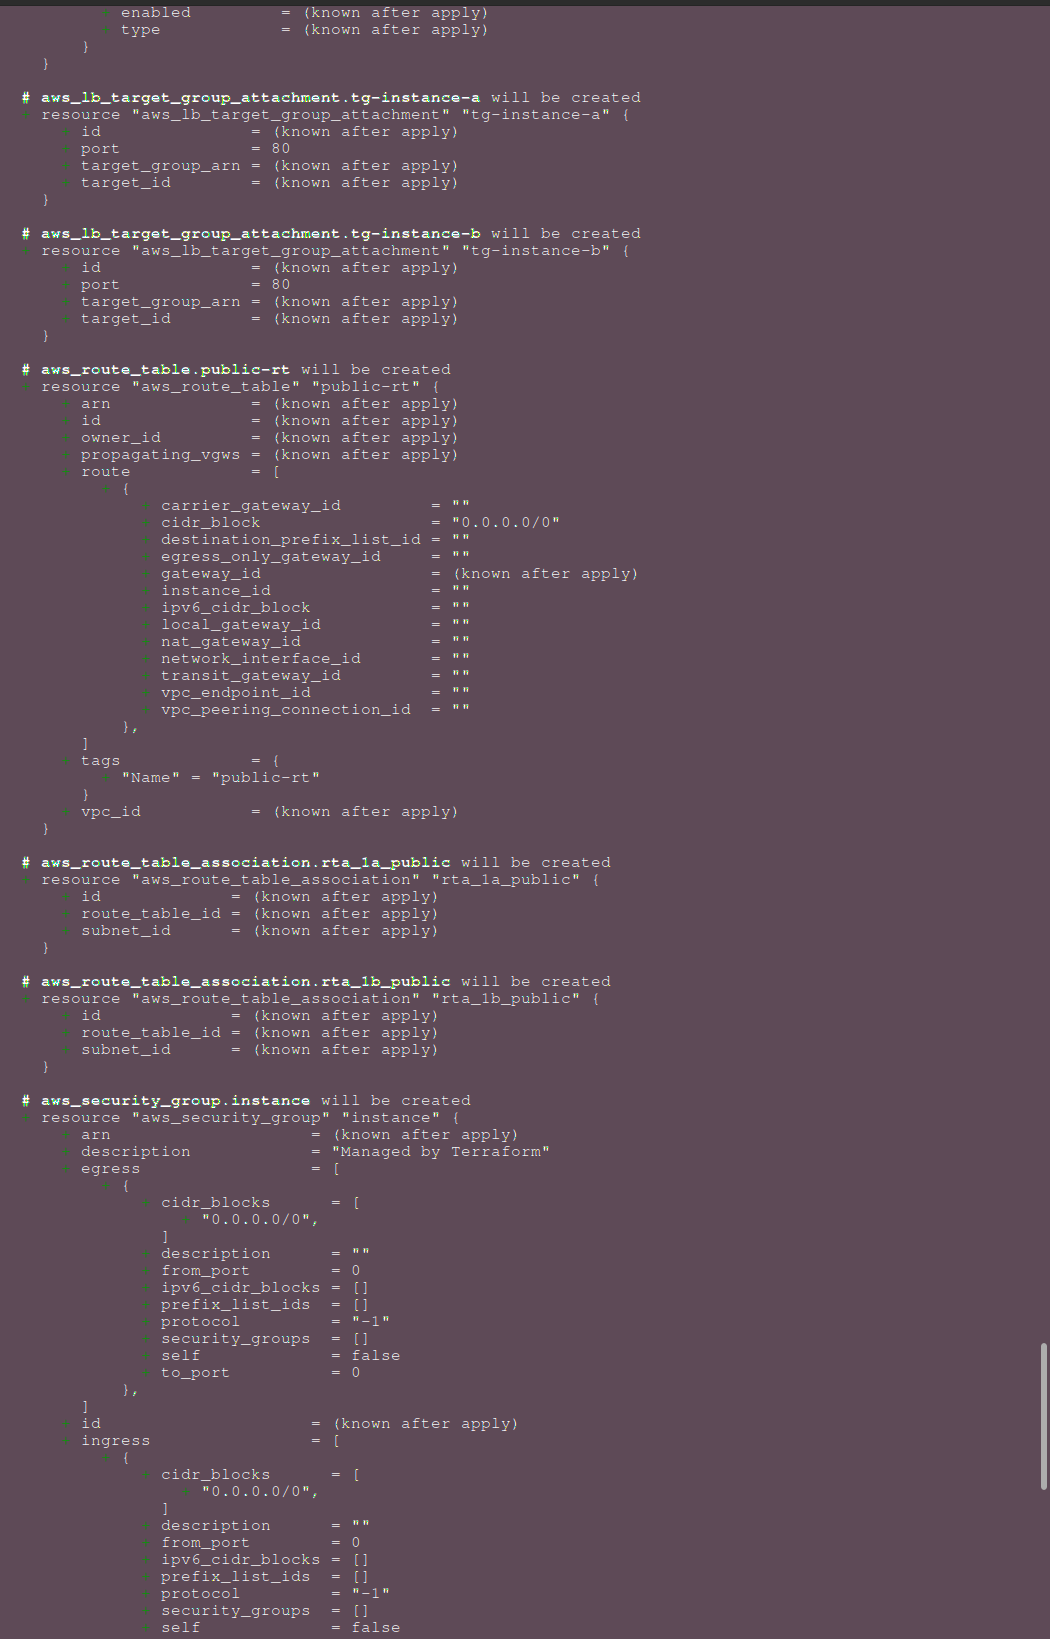 + enabled         = (known after apply)
+ type            = (known after apply)
}
}
# aws_lb_target_group_attachment.tg-instance-a will be created
+ resource "aws_lb_target_group_attachment" "tg-instance-a" {
+ id               = (known after apply)
+ port             = 80
+ target_group_arn = (known after apply)
+ target_id        = (known after apply)
}
# aws_lb_target_group_attachment.tg-instance-b will be created
+ resource "aws_lb_target_group_attachment" "tg-instance-b" {
+ id               = (known after apply)
+ port             = 80
+ target_group_arn = (known after apply)
+ target_id        = (known after apply)
}
# aws_route_table.public-rt will be created
+ resource "aws_route_table" "public-rt" {
+ arn              = (known after apply)
+ id               = (known after apply)
+ owner_id         = (known after apply)
+ propagating_vgws = (known after apply)
+ route            = [
+ {
+ carrier_gateway_id         = ""
+ cidr_block                 = "0.0.0.0/0"
+ destination_prefix_list_id = ""
+ egress_only_gateway_id     = ""
+ gateway_id                 = (known after apply)
+ instance_id                = ""
+ ipv6_cidr_block            = ""
+ local_gateway_id           = ""
+ nat_gateway_id             = ""
+ network_interface_id       = ""
+ transit_gateway_id         = ""
+ vpc_endpoint_id            = ""
+ vpc_peering_connection_id  = ""
},
]
+ tags             = {
+ "Name" = "public-rt"
}
+ vpc_id           = (known after apply)
}
# aws_route_table_association.rta_1a_public will be created
+ resource "aws_route_table_association" "rta_1a_public" {
+ id             = (known after apply)
+ route_table_id = (known after apply)
+ subnet_id      = (known after apply)
}
# aws_route_table_association.rta_1b_public will be created
+ resource "aws_route_table_association" "rta_1b_public" {
+ id             = (known after apply)
+ route_table_id = (known after apply)
+ subnet_id      = (known after apply)
}
# aws_security_group.instance will be created
+ resource "aws_security_group" "instance" {
+ arn                    = (known after apply)
+ description            = "Managed by Terraform"
+ egress                 = [
+ {
+ cidr_blocks      = [
+ "0.0.0.0/0",
]
+ description      = ""
+ from_port        = 0
+ ipv6_cidr_blocks = []
+ prefix_list_ids  = []
+ protocol         = "-1"
+ security_groups  = []
+ self             = false
+ to_port          = 0
},
]
+ id                     = (known after apply)
+ ingress                = [
+ {
+ cidr_blocks      = [
+ "0.0.0.0/0",
]
+ description      = ""
+ from_port        = 0
+ ipv6_cidr_blocks = []
+ prefix_list_ids  = []
+ protocol         = "-1"
+ security_groups  = []
+ self             = false